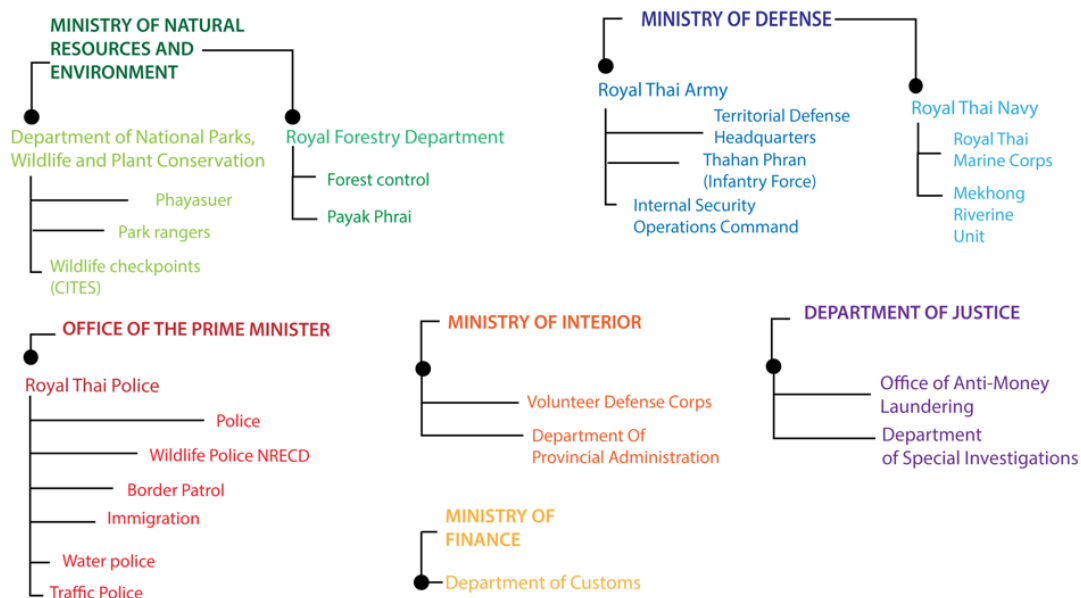 MINISTRY OF NATURAL
RESOURCES AND
ENVIRONMENT
Department of National Parks,
Wildlife and Plant Conservation
Phayasuer
Park rangers
Wildlife checkpoints
(CITES)
Royal Forestry Department
Forest control
Payak Phrai
MINISTRY OF DEFENSE
Royal Thai Army
Territorial Defense
Headquarters
Thahan Phran
(Infantry Force)
Internal Security
Operations Command
Royal Thai Navy
Royal Thai
Marine Corps
Mekhong
Riverine
Unit
OFFICE OF THE PRIME MINISTER
Royal Thai Police
Police
Wildlife Police NRECD
Border Patrol
Immigration
Water police
Traffic Police
MINISTRY OF INTERIOR
Volunteer Defense Corps
Department Of
Provincial Administration
MINISTRY OF
FINANCE
Department of Customs
DEPARTMENT OF JUSTICE
Office of Anti-Money
Laundering
Department
of Special Investigations